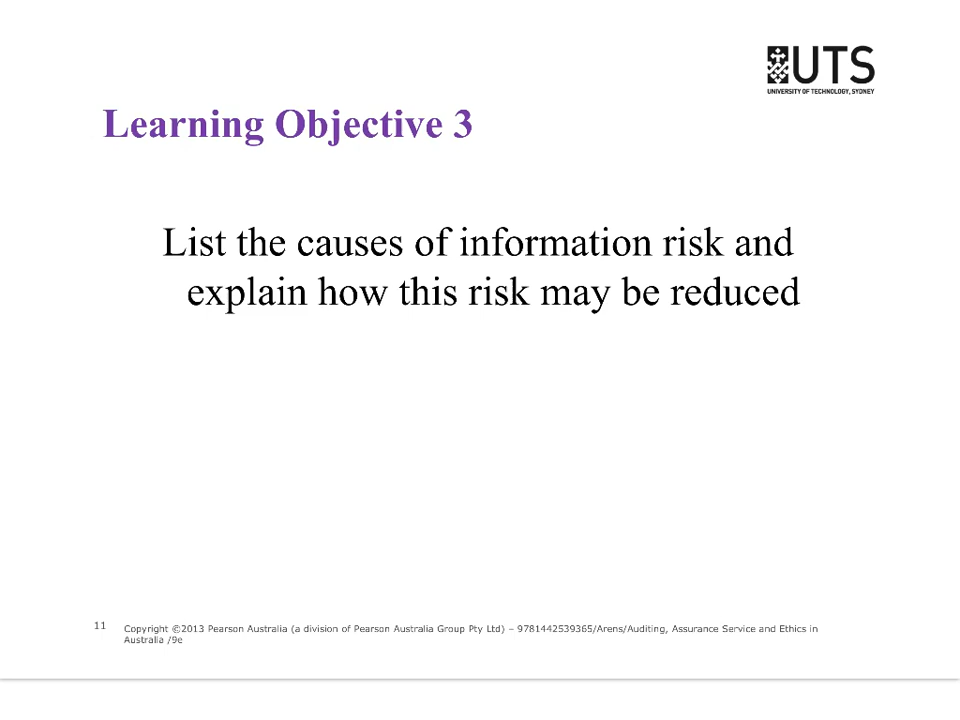 UTS
UNIVERSITY OF TECHNOLOGY, SYDNEY
Learning Objective 3
List the causes of information risk and
explain how this risk may be reduced
11
Copyright ©2013 Pearson Australia (a division of Pearson Australia Group Pty Ltd) – 9781442539365/Arens/Auditing, Assurance Service and Ethics in
Australia /9e